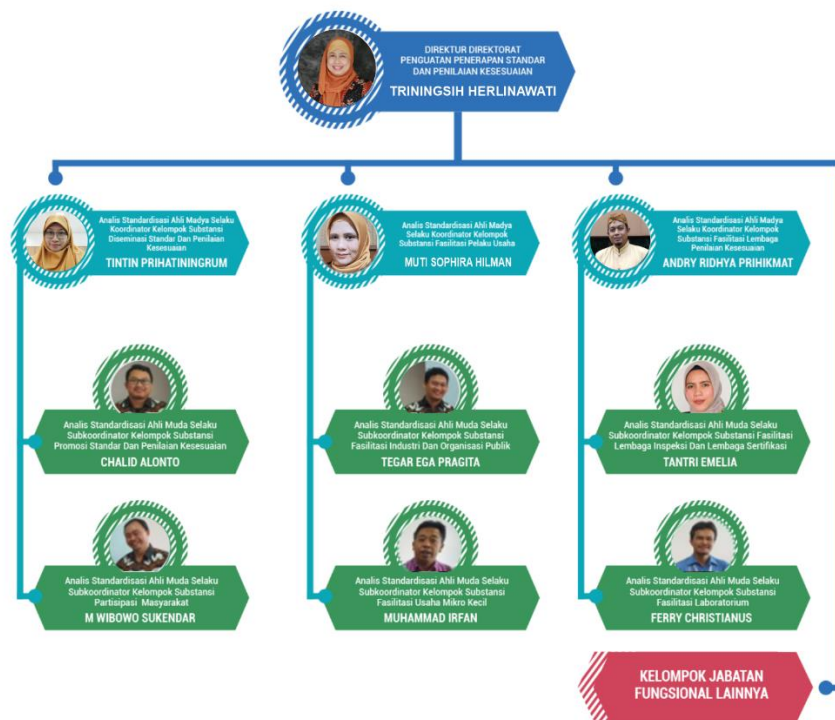 DIREKTUR DIREKTORAT
PENGUATAN PENERAPAN STANDAR
DAN PENILAIAN KESESUAIAN
TRININGSIH HERLINAWATI
Analis Standardisasi Ahli Madya Selaku
Koordinator Kelompok Substansi
Diseminasi Standar Dan Penilaian
Kesesuaian
TINTIN PRIHATININGRUM
Analis Standardisasi Ahli Madya
Selaku Koordinator Kelompok
Substansi Fasilitasi Pelaku Usaha
MUTI SOPHIRA HILMAN
Analis Standardisasi Ahli Madya
Selaku Koordinator Kelompok
Substansi Fasilitasi Lembaga
Penilaian Kesesuaian
ANDRY RIDHYA PRIHIKMAT
Analis Standardisasi Ahli Muda Selaku
Subkoordinator Kelompok Substansi
Promosi Standar Dan Penilaian Kesesuaian
CHALID ALONTO
Analis Standardisasi Ahli Muda Selaku
Subkoordinator Kelompok Substansi
Fasilitasi Industri Dan Organisasi Publik
TEGAR EGA PRAGITA
Analis Standardisasi Ahli Muda Selaku
Subkoordinator Kelompok Substansi Fasilitasi
Lembaga Inspeksi Dan Lembaga Sertifikasi
TANTRI EMELIA
Analis Standardisasi Ahli Muda Selaku
Subkoordinator Kelompok Substansi
Partisipasi Masyarakat
M WIBOWO SUKENDAR
Analis Standardisasi Ahli Muda Selaku
Subkoordinator Kelompok Substansi
Fasilitasi Usaha Mikro Kecil
MUHAMMAD IRFAN
Analis Standardisasi Ahli Muda Selaku
Subkoordinator Kelompok Substansi
Fasilitasi Laboratorium
FERRY CHRISTIANUS
KELOMPOK JABATAN
FUNGSIONAL LAINNYA